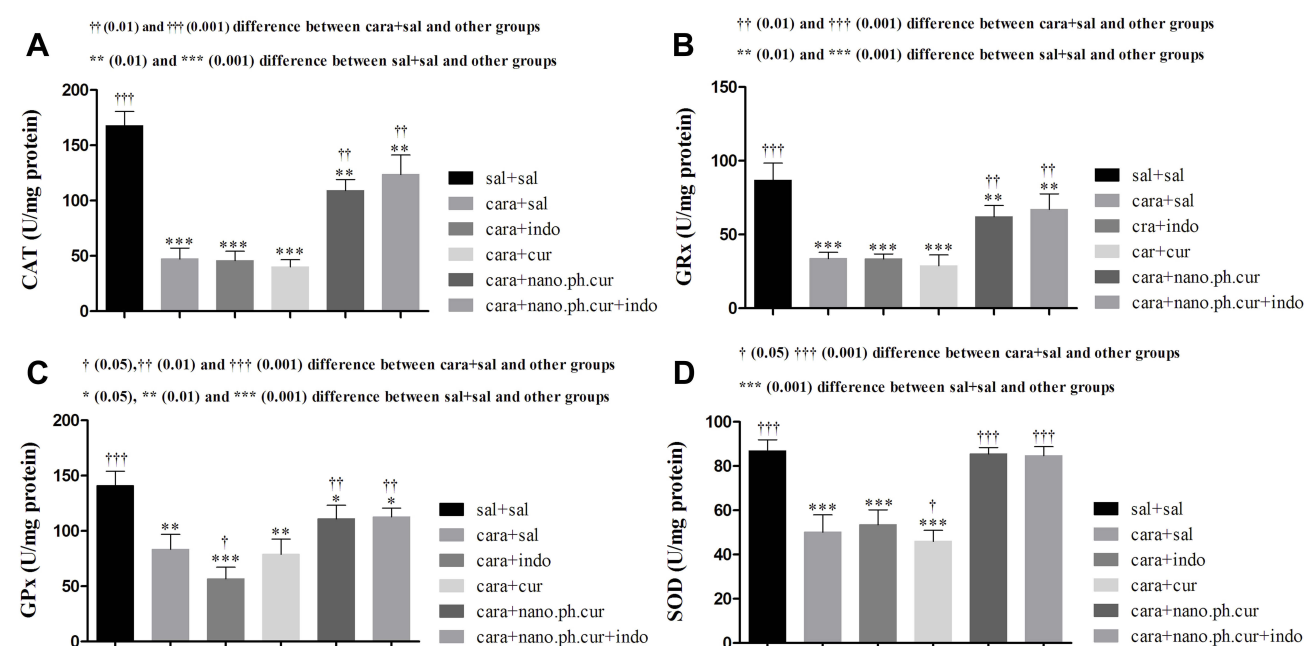 A
†† (0.01) and ††† (0.001) difference between cara+sal and other groups
** (0.01) and *** (0.001) difference between sal+sal and other groups
CAT (U/mg protein)
200
150
100
50
0
†††
***
***
***
††
**
††
**
sal+sal
cara+sal
cara+indo
cara+cur
cara+nano.ph.cur
cara+nano.ph.cur+indo
B
†† (0.01) and ††† (0.001) difference between cara+sal and other groups
** (0.01) and *** (0.001) difference between sal+sal and other groups
GRx (U/mg protein)
150
100
50
0
†††
***
***
***
††
**
††
**
sal+sal
cara+sal
cra+indo
car+cur
cara+nano.ph.cur
cara+nano.ph.cur+indo
C
† (0.05),†† (0.01) and ††† (0.001) difference between cara+sal and other groups
* (0.05), ** (0.01) and *** (0.001) difference between sal+sal and other groups
GPx (U/mg protein)
200
150
100
50
0
†††
**
†
***
**
††
*
††
*
sal+sal
cara+sal
cara+indo
cara+cur
cara+nano.ph.cur
cara+nano.ph.cur+indo
D
† (0.05) ††† (0.001) difference between cara+sal and other groups
*** (0.001) difference between sal+sal and other groups
SOD (U/mg protein)
100
80
60
40
20
0
†††
***
***
†
***
†††
†††
sal+sal
cara+sal
cara+indo
cara+cur
cara+nano.ph.cur
cara+nano.ph.cur+indo